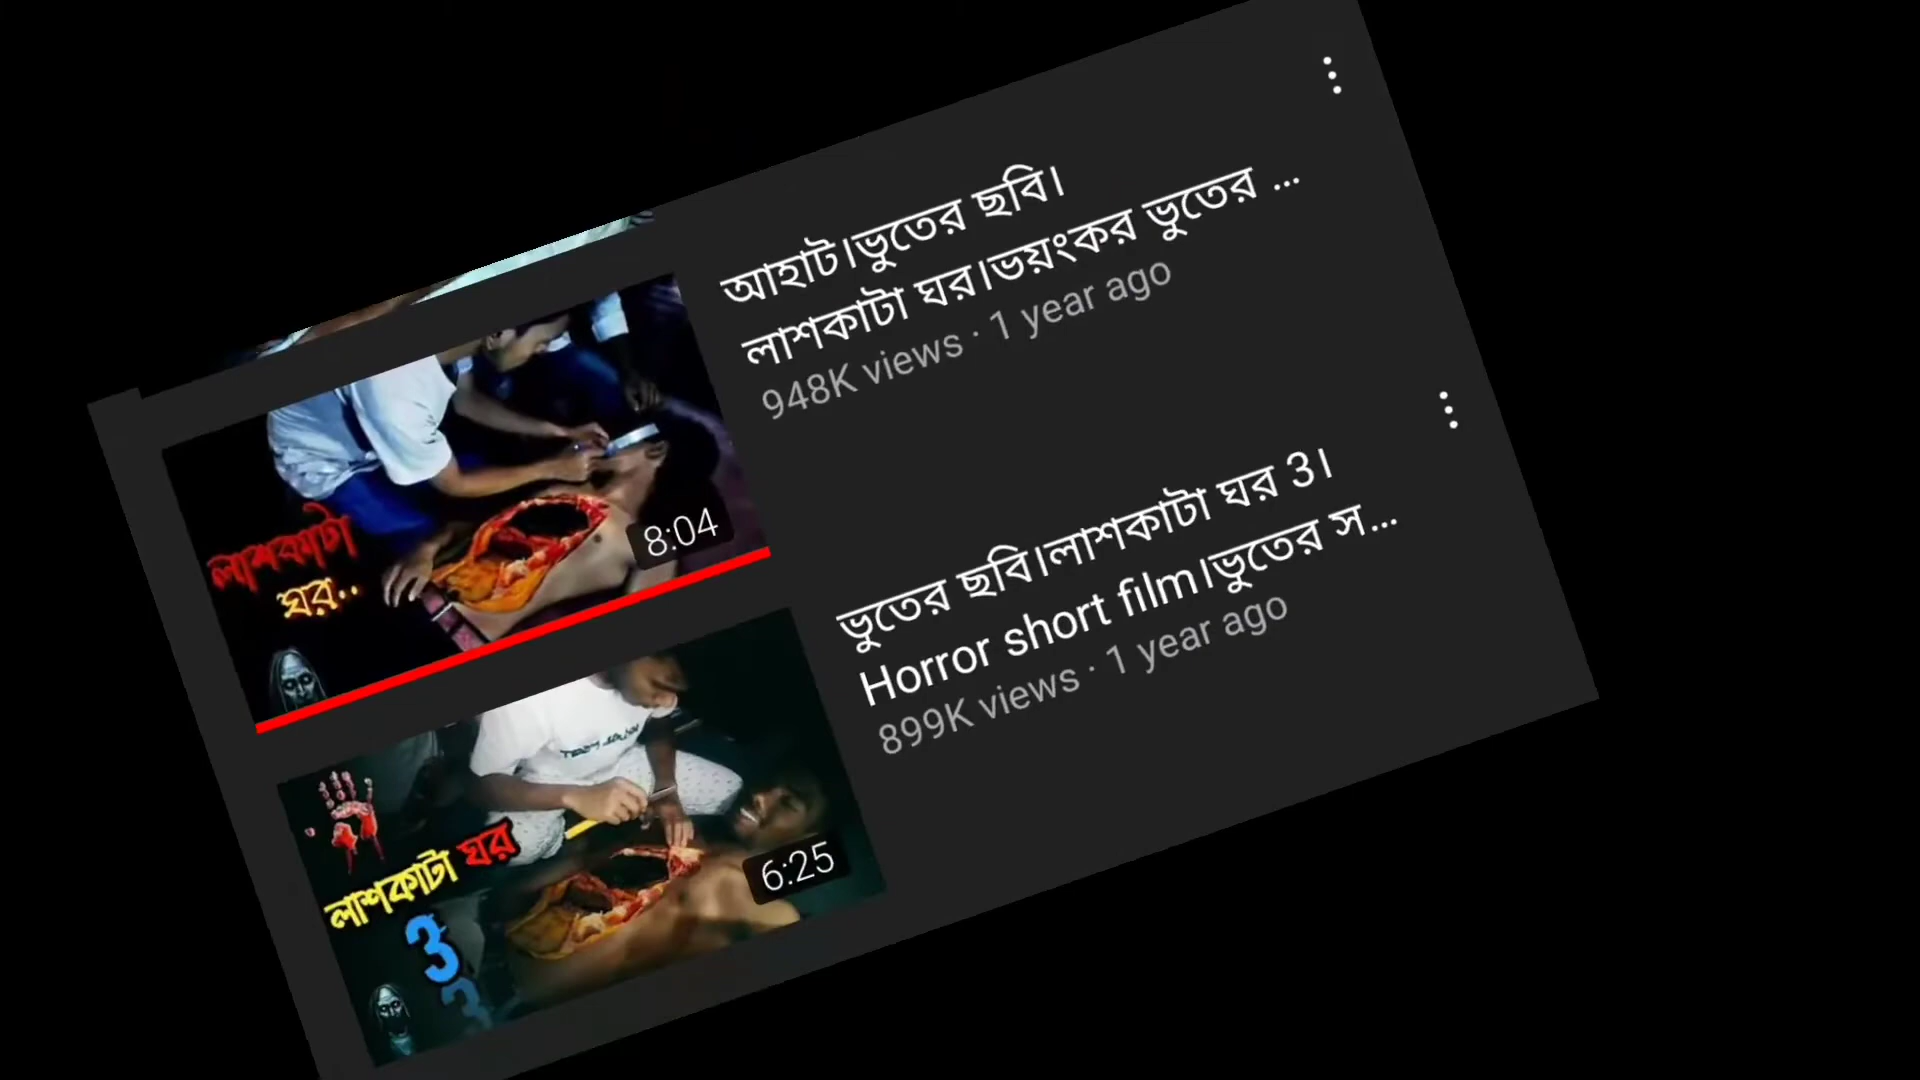 আহাট।ভুতের ছবি।
লাশকাটা ঘর।ভয়ংকর ভুতের ...
948K views · 1 year ago
লাশকাটা
ঘর..
8:04
ভুতের ছবি।লাশকাটা ঘর 3।
Horror short film।ভুতের স...
899K views · 1 year ago
লাশকাটা ঘর
3
6:25